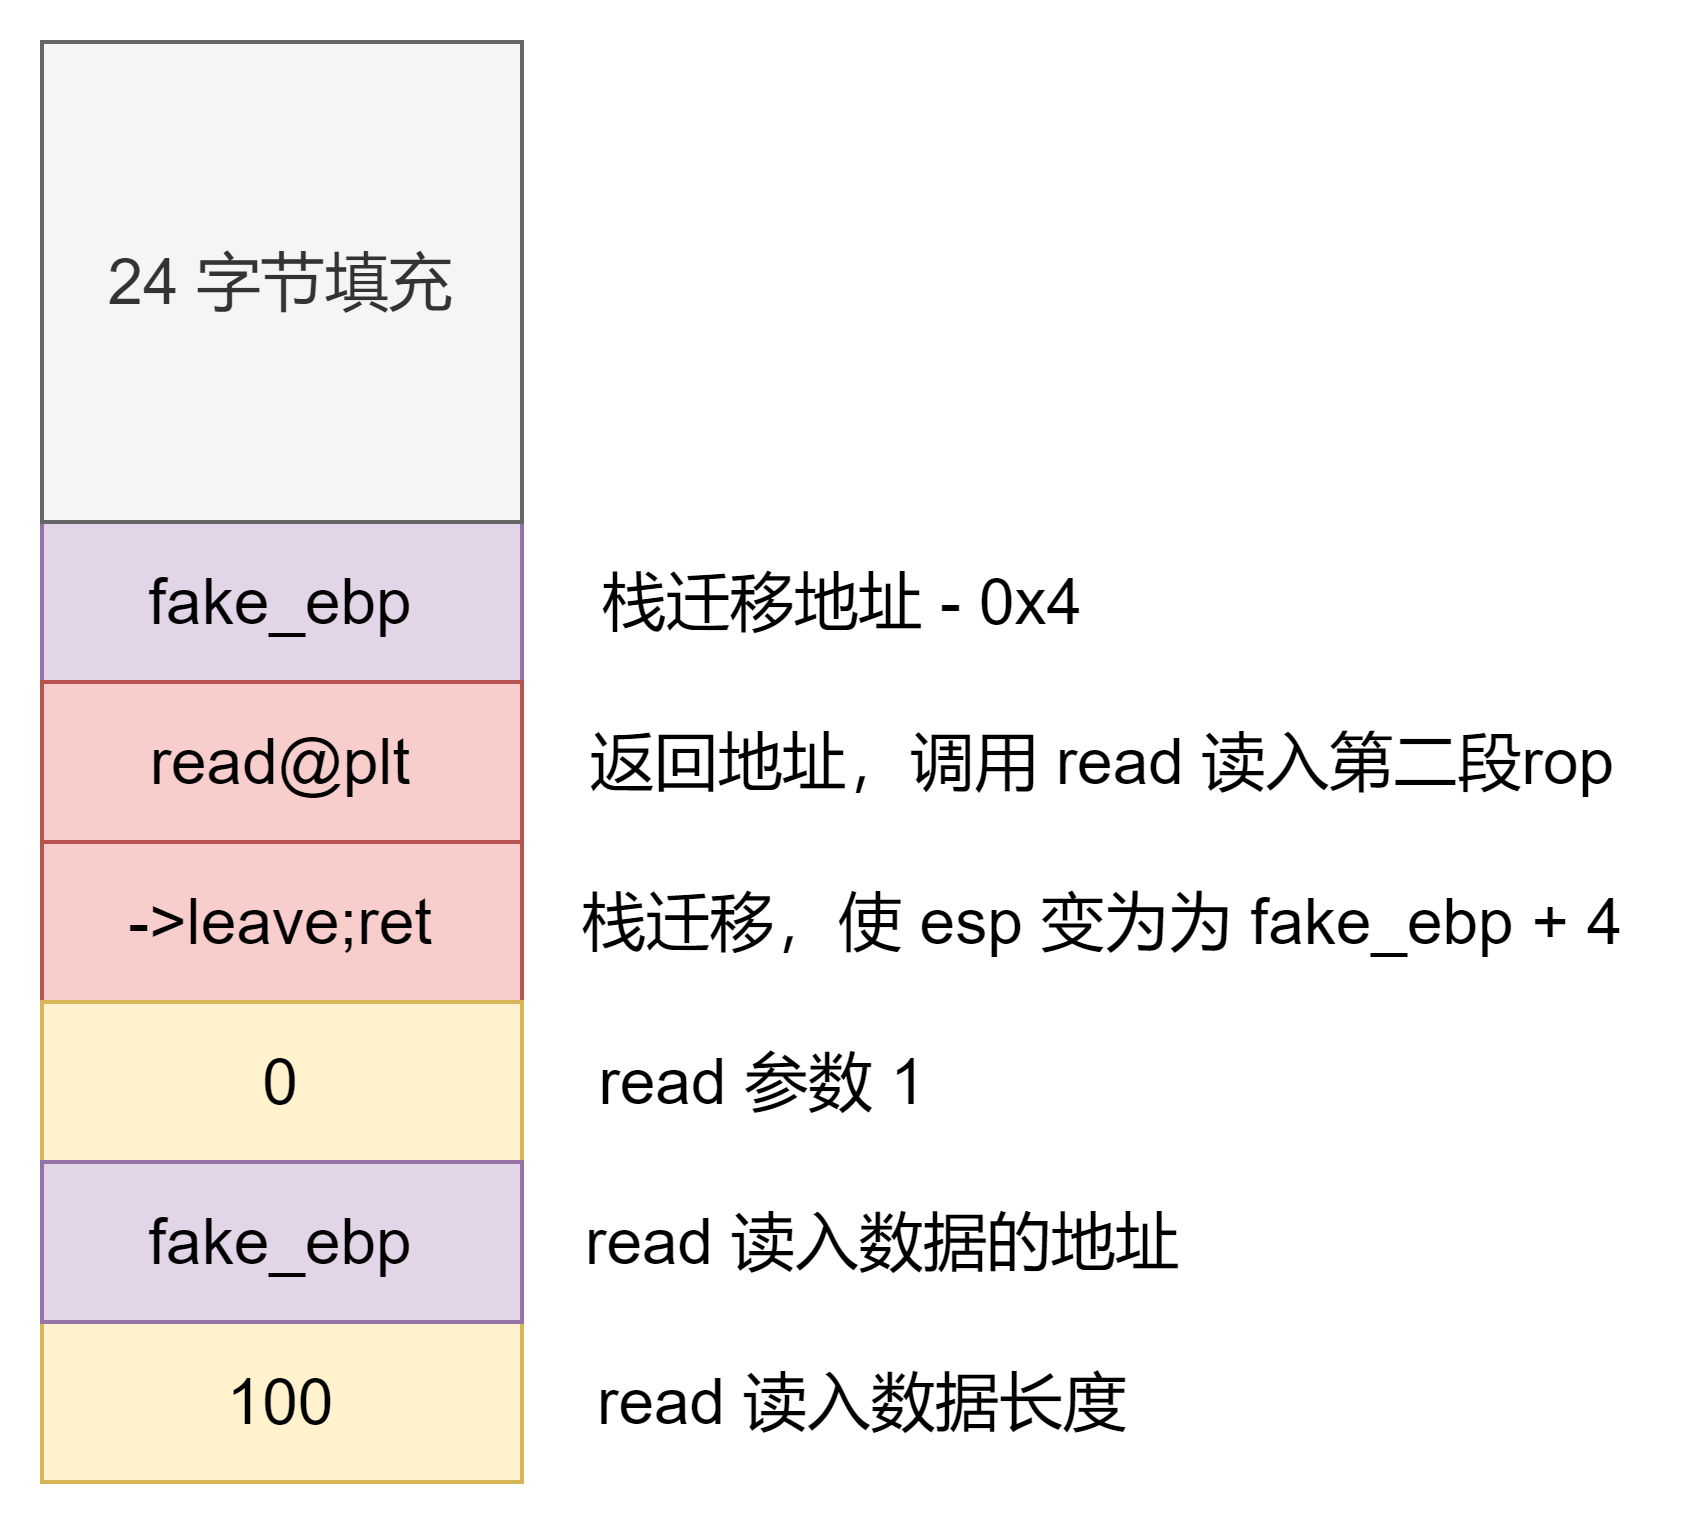 24 字节填充
fake_ebp 栈迁移地址 - 0x4
read@plt 返回地址，调用 read 读入第二段rop
->leave;ret 栈迁移，使 esp 变为为 fake_ebp + 4
0 read 参数 1
fake_ebp read 读入数据的地址
100 read 读入数据长度